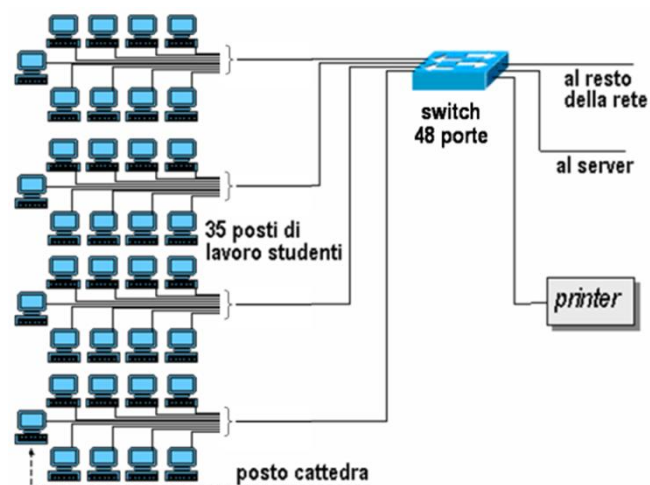 switch
48 porte
al resto
della rete
al server
35 posti di
lavoro studenti
printer
posto cattedra